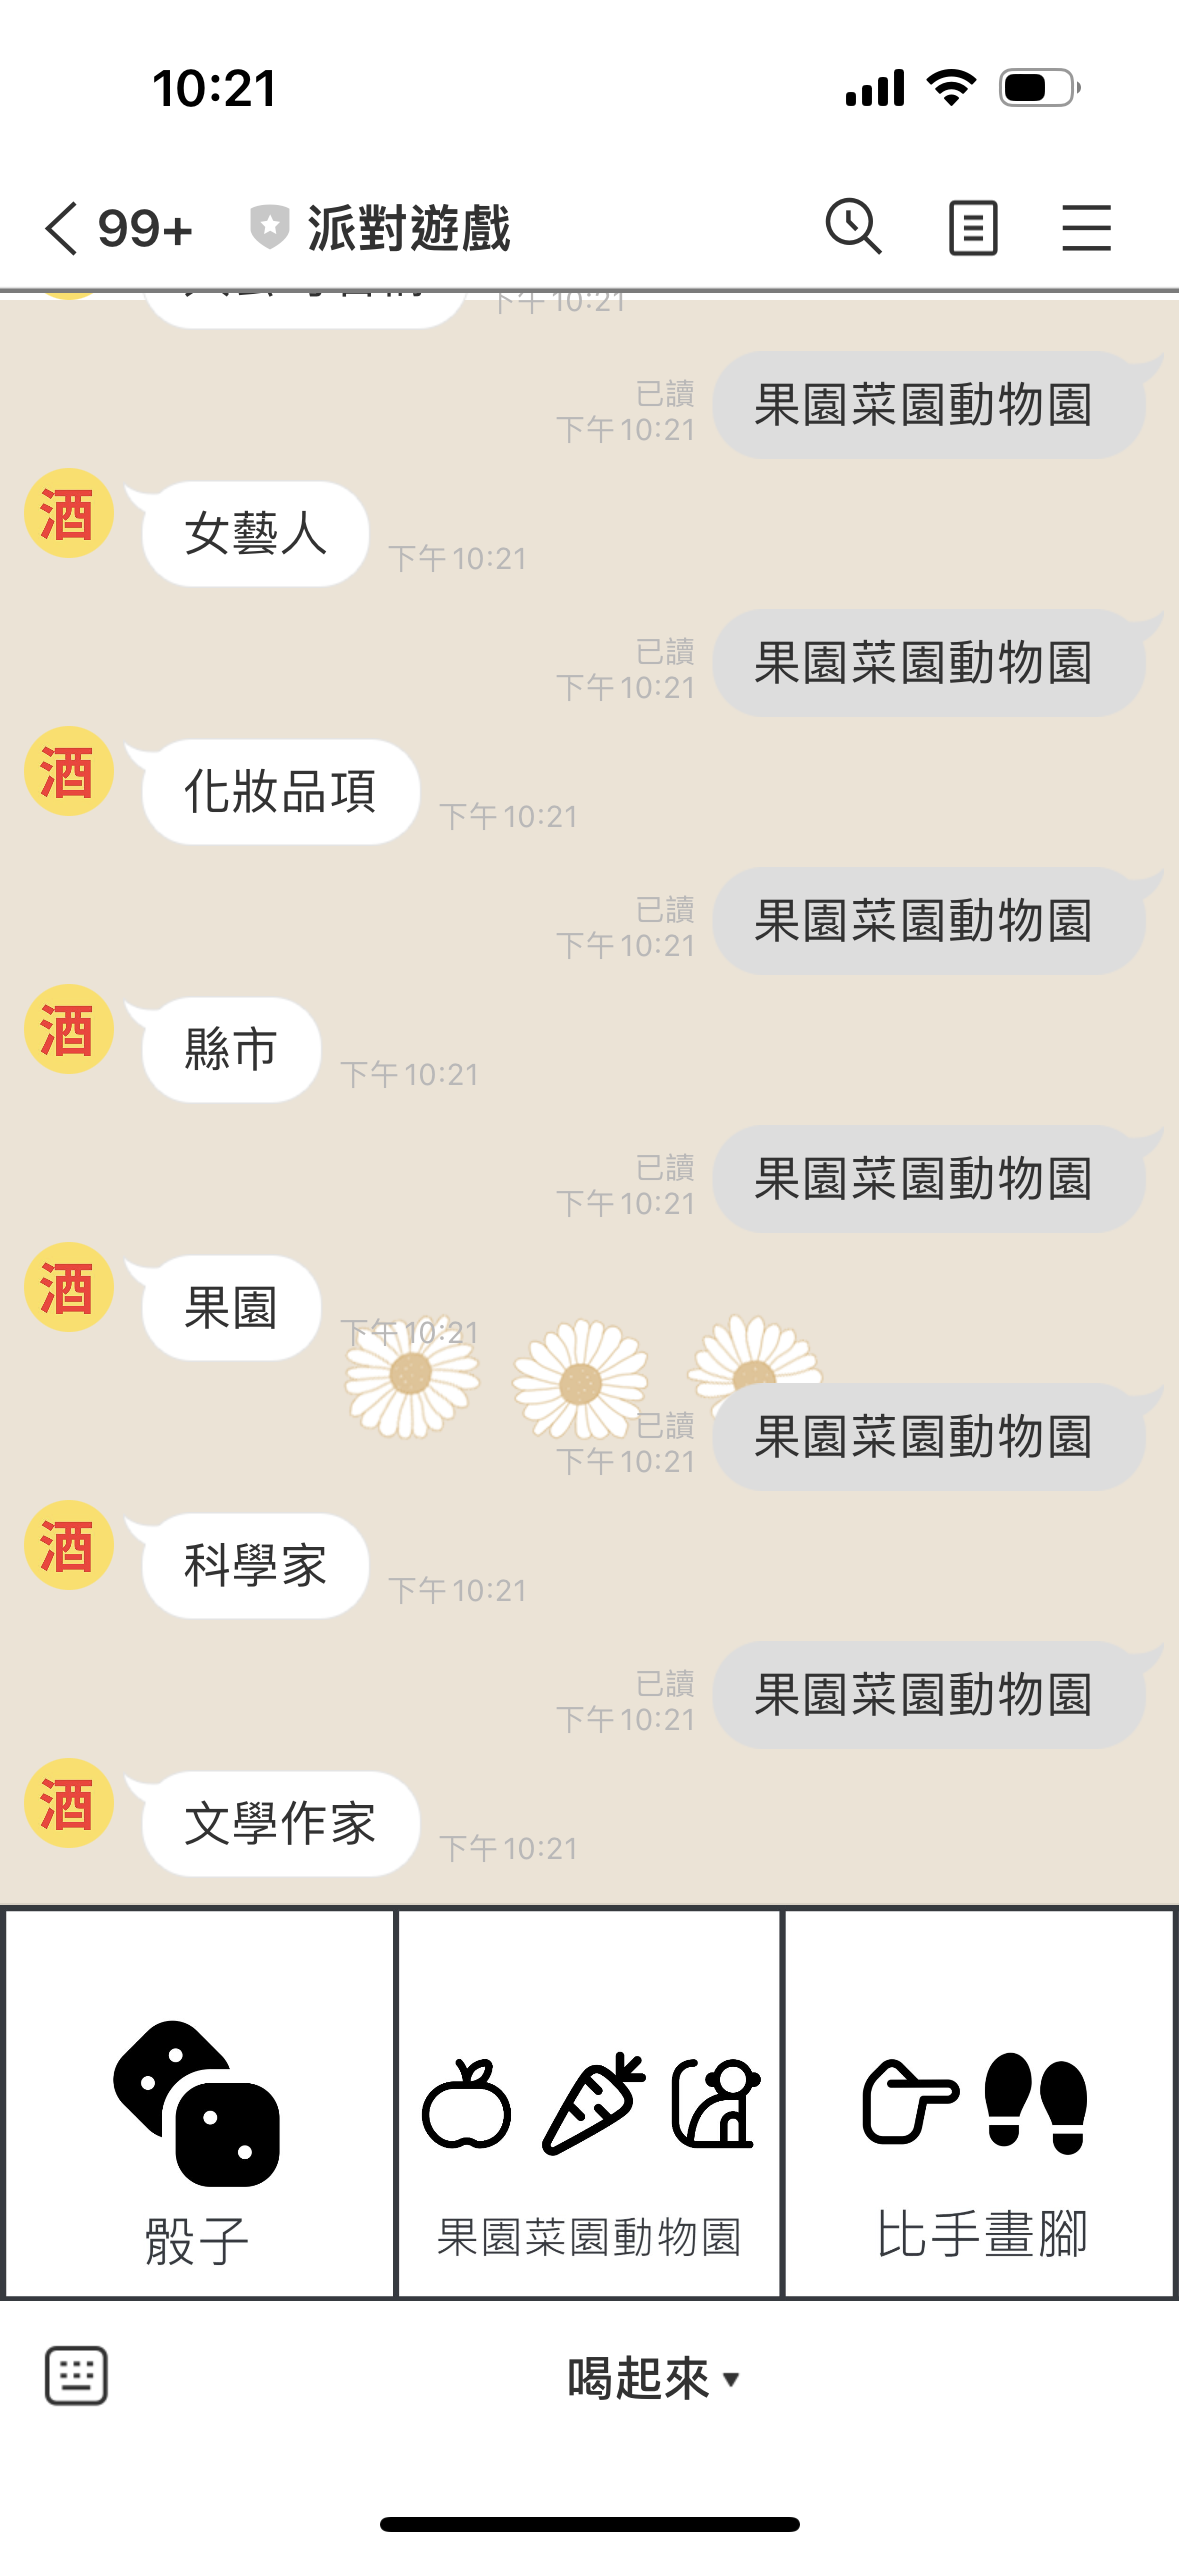 10:21
99+ 派對遊戲
下午 10:21
果園菜園動物園
已讀
下午 10:21
酒
女藝人
下午 10:21
果園菜園動物園
已讀
下午 10:21
酒
化妝品項
下午 10:21
果園菜園動物園
已讀
下午 10:21
酒
縣市
下午 10:21
果園菜園動物園
已讀
下午 10:21
酒
果園
下午 10:21
果園菜園動物園
已讀
下午 10:21
酒
科學家
下午 10:21
果園菜園動物園
已讀
下午 10:21
酒
文學作家
下午 10:21
骰子
果園菜園動物園
比手畫腳
喝起來